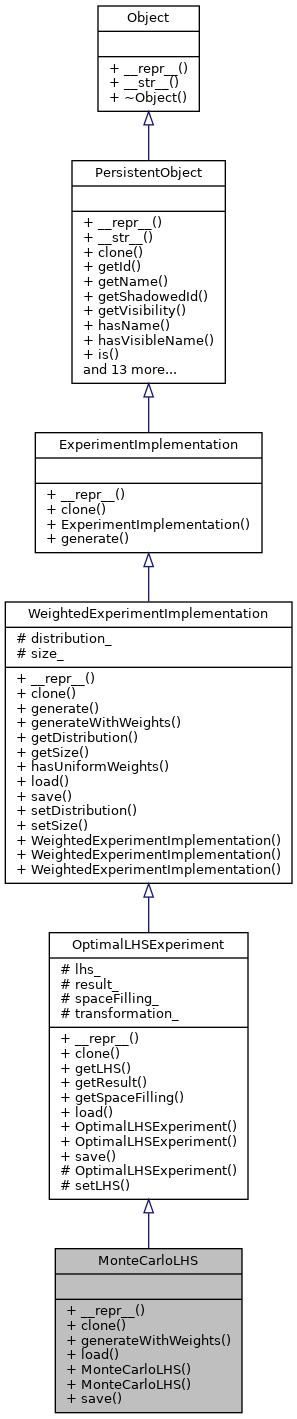 Object
+ __repr__()
+ __str__()
+ ~Object()
PersistentObject
+ __repr__()
+ __str__()
+ clone()
+ getId()
+ getName()
+ getShadowedId()
+ getVisibility()
+ hasName()
+ hasVisibleName()
+ is()
and 13 more...
ExperimentImplementation
+ __repr__()
+ clone()
+ ExperimentImplementation()
+ generate()
WeightedExperimentImplementation
# distribution_
# size_
+ __repr__()
+ clone()
+ generate()
+ generateWithWeights()
+ getDistribution()
+ getSize()
+ hasUniformWeights()
+ load()
+ save()
+ setDistribution()
+ setSize()
+ WeightedExperimentImplementation()
+ WeightedExperimentImplementation()
+ WeightedExperimentImplementation()
OptimalLHSExperiment
# lhs_
# result_
# spaceFilling_
# transformation_
+ __repr__()
+ clone()
+ getLHS()
+ getResult()
+ getSpaceFilling()
+ load()
+ OptimalLHSExperiment()
+ OptimalLHSExperiment()
+ save()
# OptimalLHSExperiment()
# setLHS()
MonteCarloLHS
+ __repr__()
+ clone()
+ generateWithWeights()
+ load()
+ MonteCarloLHS()
+ MonteCarloLHS()
+ save()